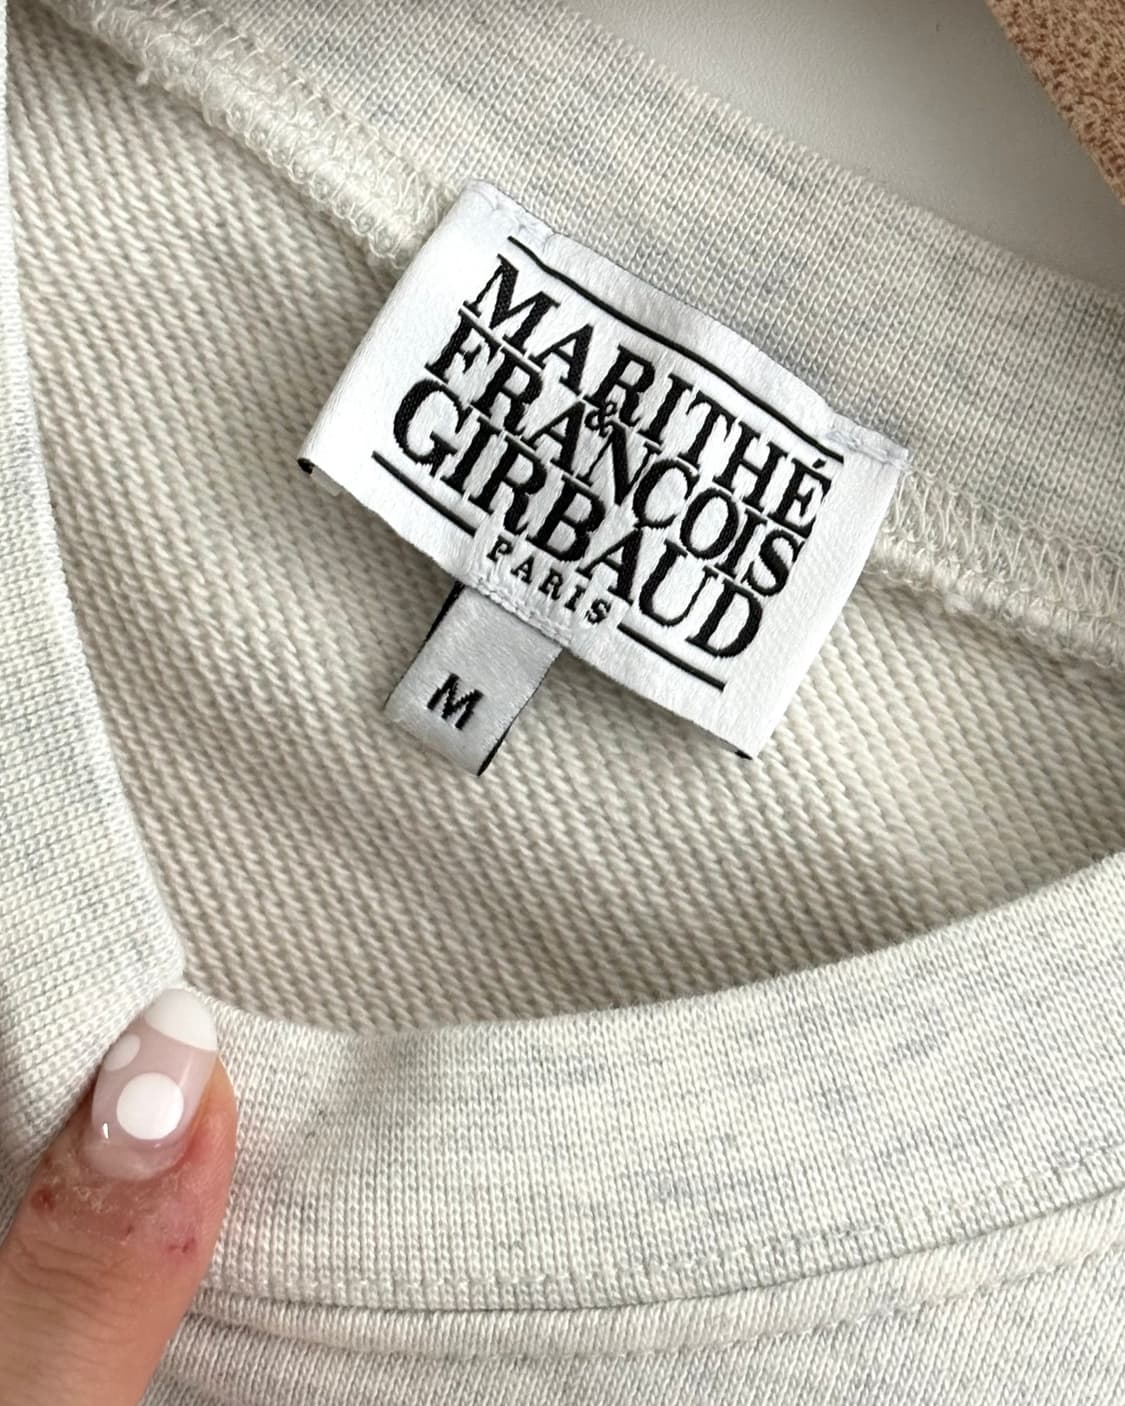 MARITHÉ
&
FRANÇOIS
GIRBAUD
PARIS
M